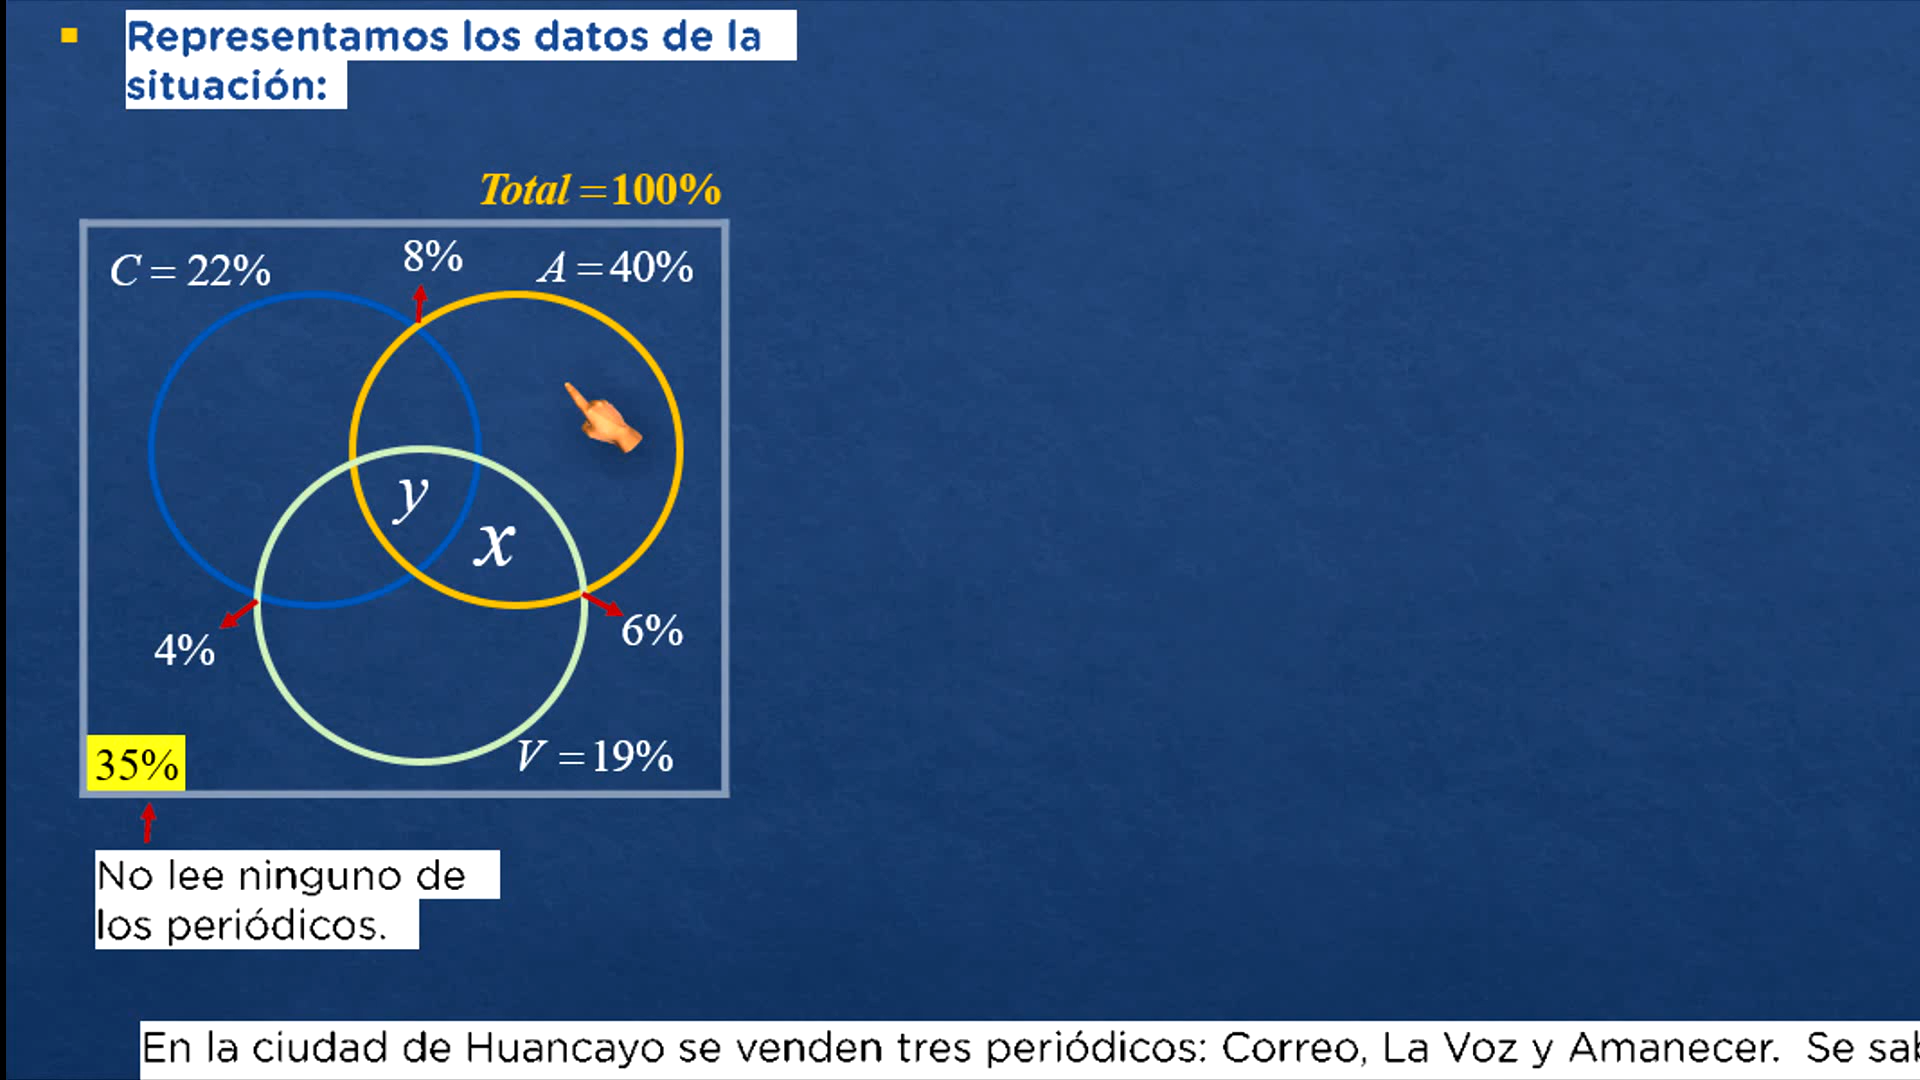 Representamos los datos de la
situación:
Total = 100%
C = 22%
8%
A = 40%
y
x
4%
6%
35%
V = 19%
No lee ninguno de
los periódicos.
En la ciudad de Huancayo se venden tres periódicos: Correo, La Voz y Amanecer. Se